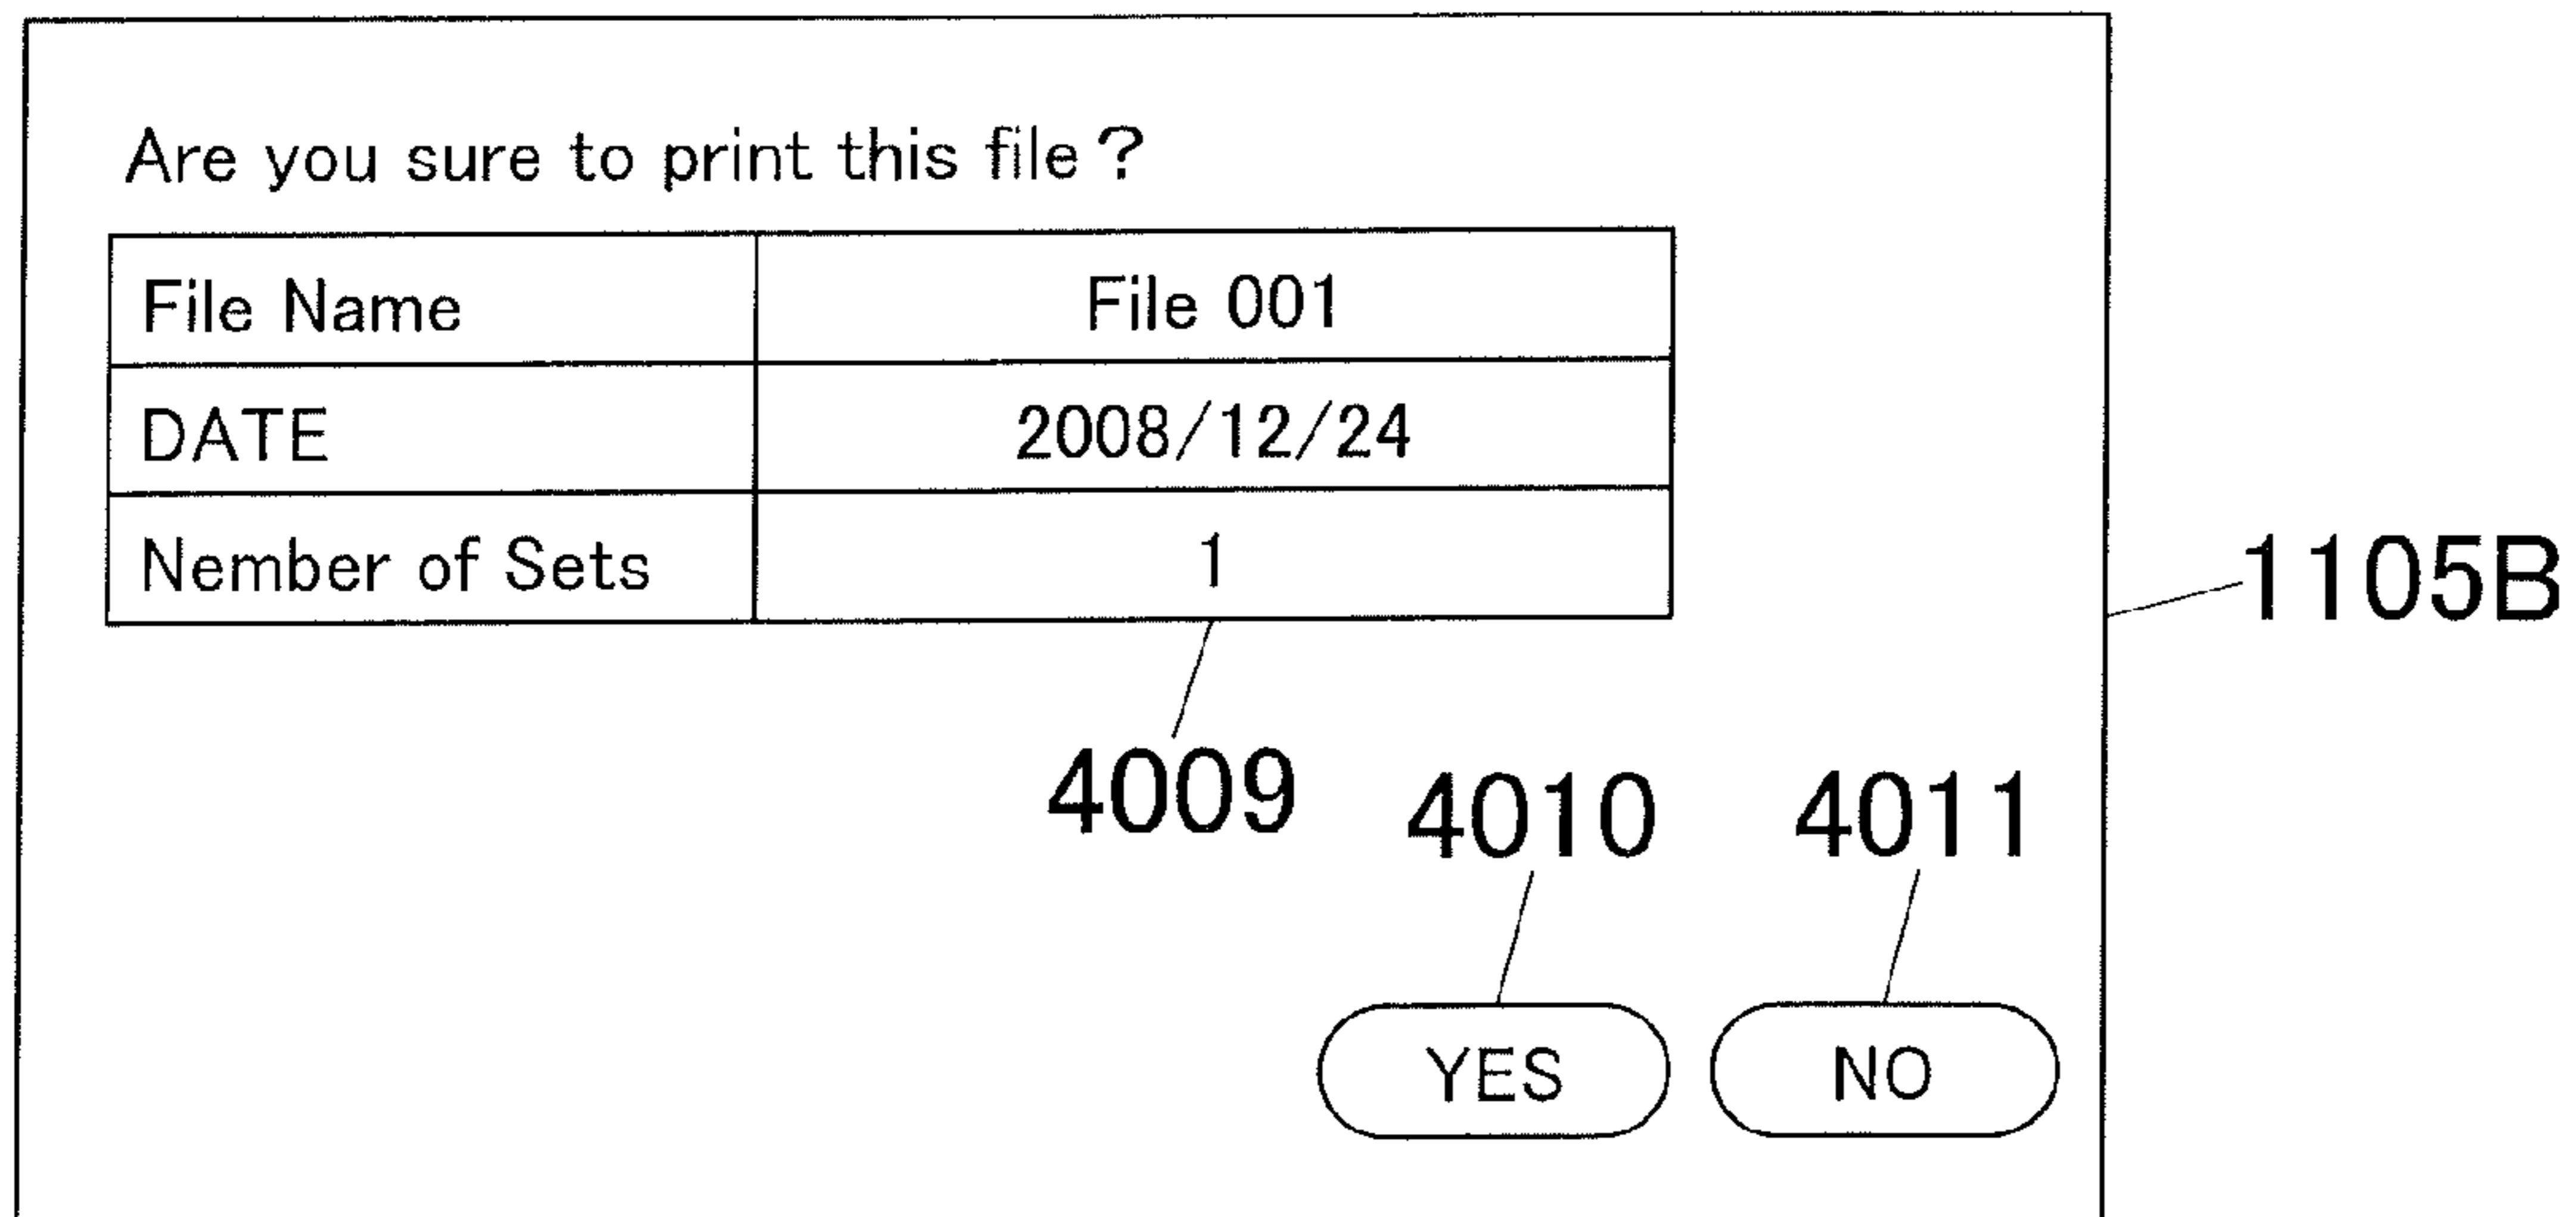 Are you sure to print this file?
File Name File 001
DATE 2008/12/24
Nember of Sets 1
1105B
4009
4010 4011
YES NO